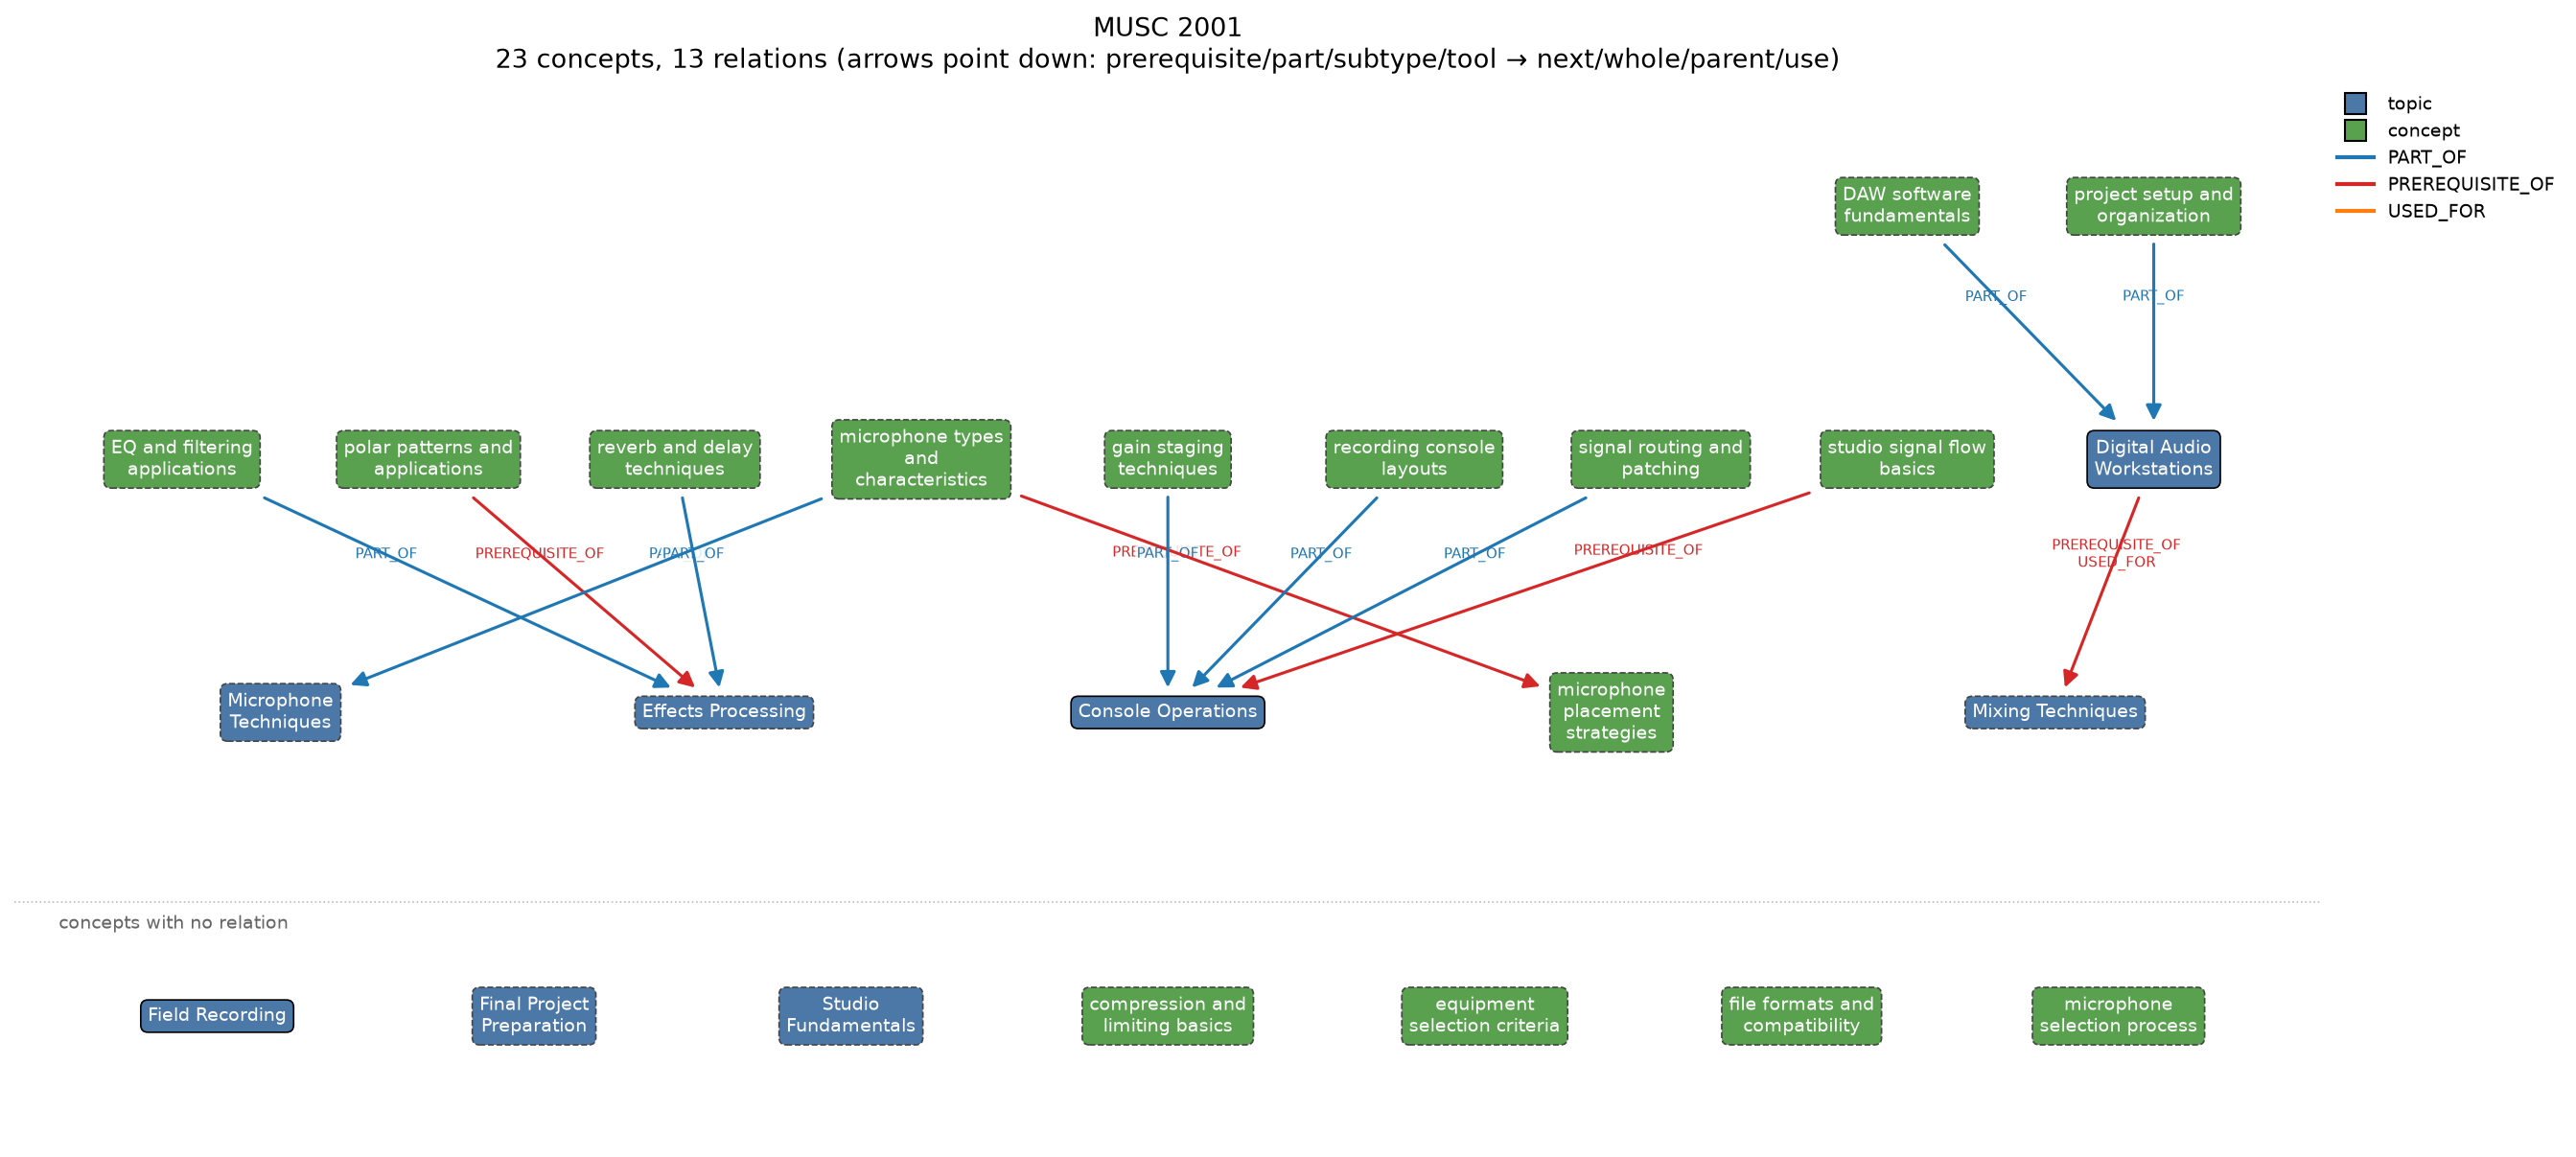 MUSC 2001
23 concepts, 13 relations (arrows point down: prerequisite/part/subtype/tool → next/whole/parent/use)
topic
concept
PART_OF
PREREQUISITE_OF
USED_FOR
DAW software
fundamentals
project setup and
organization
PART_OF
PART_OF
EQ and filtering
applications
polar patterns and
applications
reverb and delay
techniques
microphone types
and
characteristics
gain staging
techniques
recording console
layouts
signal routing and
patching
studio signal flow
basics
Digital Audio
Workstations
PART_OF
PREREQUISITE_OF
PART_OF
PART_OF
PREREQUISITE_OF
PART_OF
PART_OF
PART_OF
PREREQUISITE_OF
PREREQUISITE_OF
USED_FOR
Microphone
Techniques
Effects Processing
Console Operations
microphone
placement
strategies
Mixing Techniques
concepts with no relation
Field Recording
Final Project
Preparation
Studio
Fundamentals
compression and
limiting basics
equipment
selection criteria
file formats and
compatibility
microphone
selection process